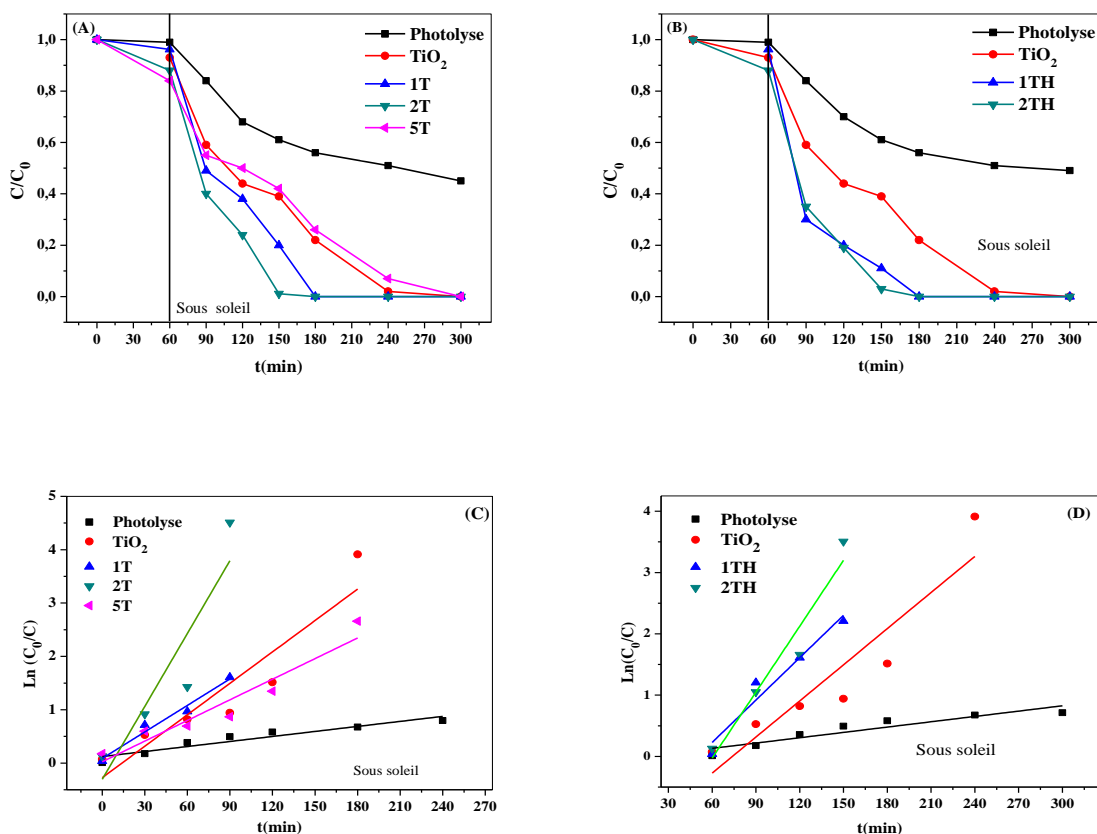 (A)
Photolyse
TiO₂
1T
2T
5T
C/C₀
1,0
0,8
0,6
0,4
0,2
0,0
Sous soleil
0 60 90 120 150 180 210 240 270 300
t(min)
(B)
Photolyse
TiO₂
1TH
2TH
C/C₀
1,0
0,8
0,6
0,4
0,2
0,0
Sous soleil
0 60 90 120 150 180 210 240 270 300
t(min)
(C)
Photolyse
TiO₂
1T
2T
5T
Ln (C₀/C)
5
4
3
2
1
0
Sous soleil
0 30 60 90 120 150 180 210 240 270
t(min)
(D)
Photolyse
TiO₂
1TH
2TH
Ln(C₀/C)
4
3
2
1
0
Sous soleil
30 60 90 120 150 180 210 240 270 300 330
t(min)